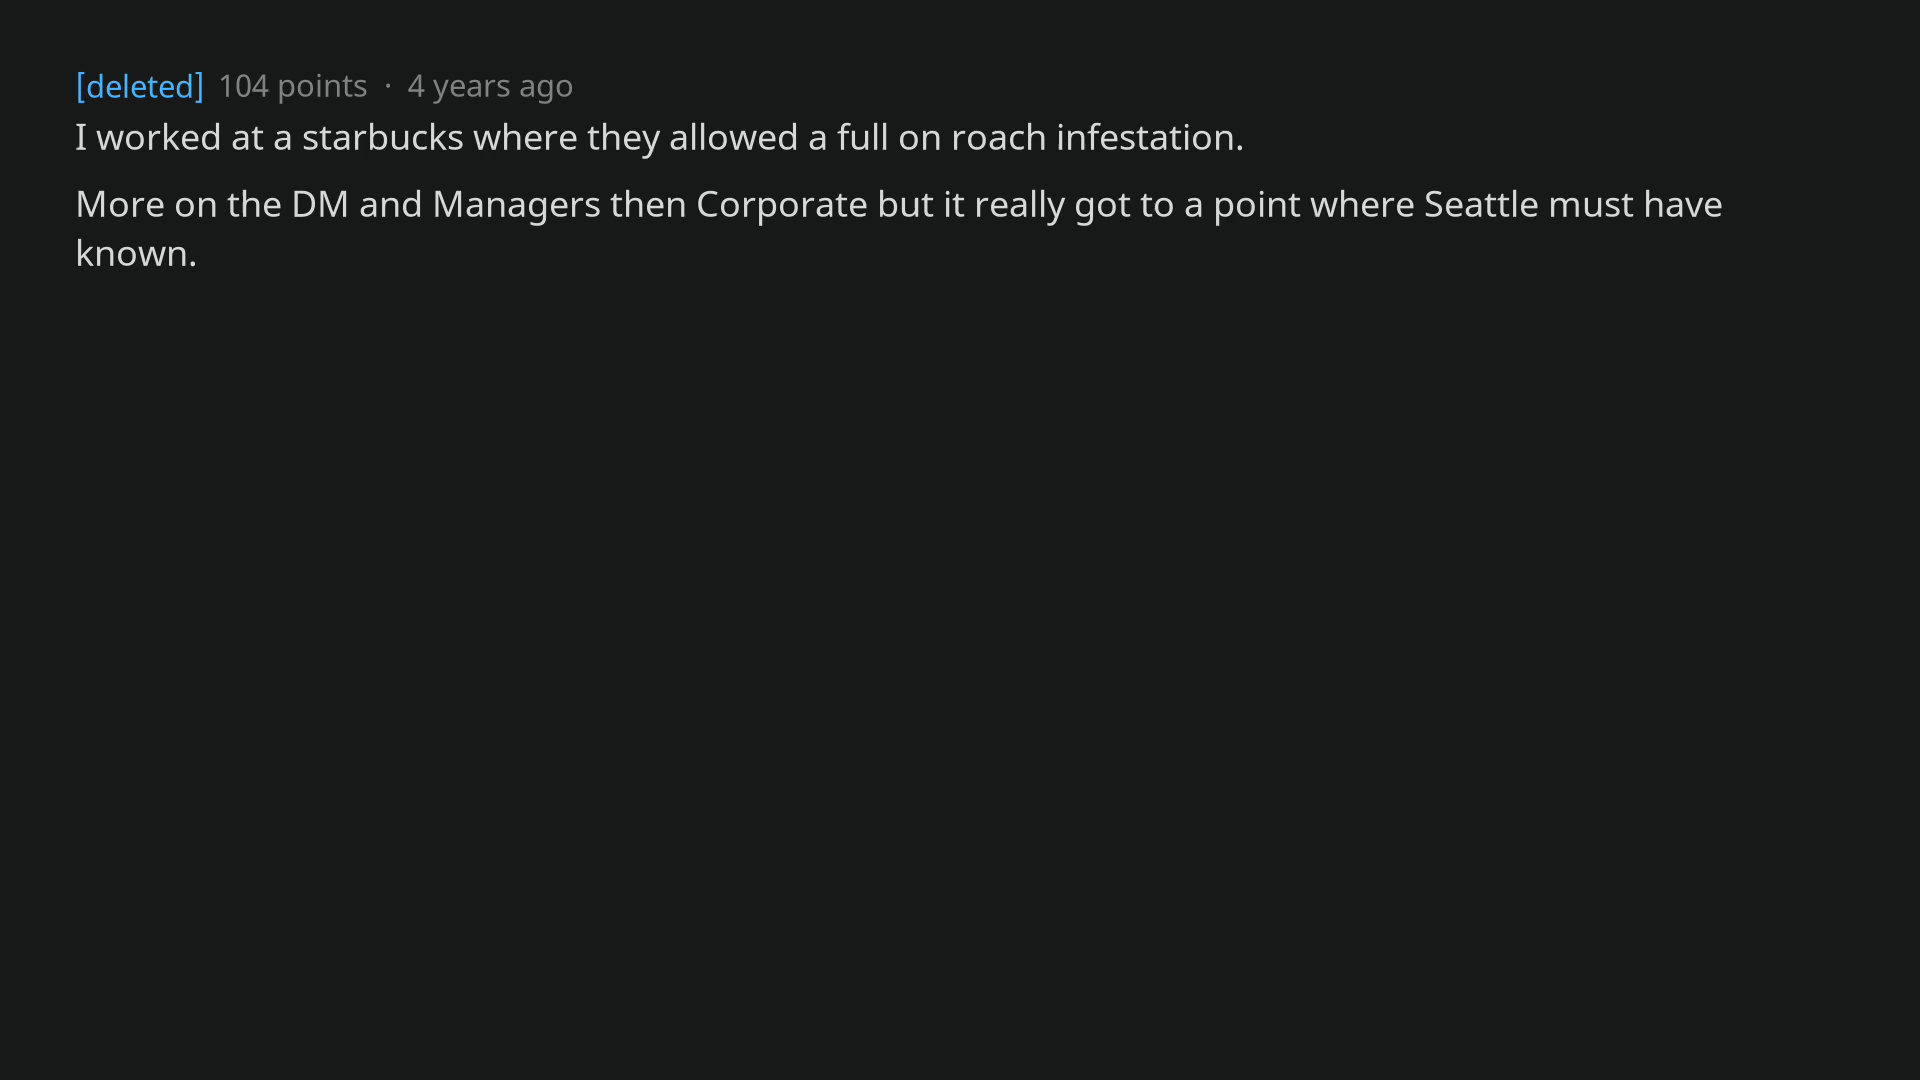 [deleted] 104 points · 4 years ago
I worked at a starbucks where they allowed a full on roach infestation.
More on the DM and Managers then Corporate but it really got to a point where Seattle must have
known.